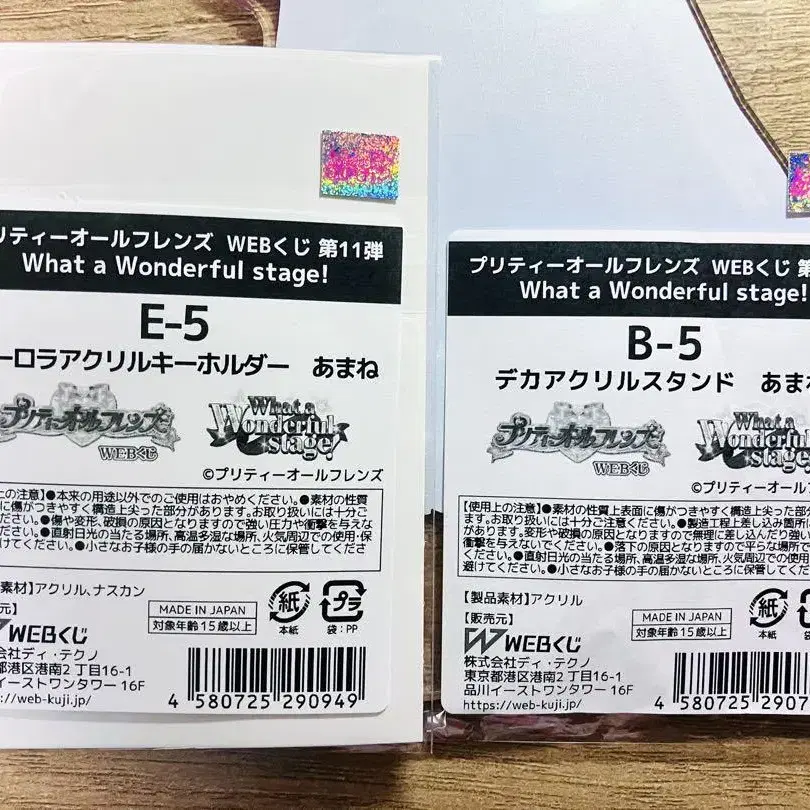 リティーオールフレンズ WEBくじ 第11弾
What a Wonderful stage!
E-5
ーロラアクリルキーホルダー あまね
プリティーオールフレンズ
WEBくじ
What a
Wonderful
stage!
©プリティーオールフレンズ
上の注意】●本来の用途以外でのご使用はおやめください。●素材の性質
に傷がつきやすく構造上尖った部分があります。お取り扱いには十分ご
ください。●傷や変形、破損の原因となりますので強い圧力や衝撃を与えな
ください。●直射日光の当たる場所、高温多湿な場所、火気周辺での使用・保
けてください。●小さなお子様の手の届かないところに保管してくださ
素材】アクリル、ナスカン
元】
WEBくじ
会社ディ・テクノ
都港区港南2丁目16-1
イーストワンタワー 16F
://web-kuji.jp/
MADE IN JAPAN
対象年齢15歳以上
紙
本紙
プラ
袋:PP
4 580725 290949
プリティーオールフレンズ WEBくじ 第
What a Wonderful stage!
B-5
デカアクリルスタンド あまね
プリティーオールフレンズ
WEBくじ
What a
Wonderful
stage!
©プリティーオールフ
【使用上の注意】●素材の性質上表面に傷がつきやすく構造上尖った部分
ます。お取り扱いには十分ご注意ください。●製造工程上差し込み箇所に
があります。変形や破損の原因となりますので無理に差し込んだり強い
衝撃を与えないでください。●落下の原因となりますので平らな場所で
ください。●直射日光の当たる場所、高温多湿な場所、火気周辺での使用
避けてください。●小さなお子様の手の届かないところに保管してくだ
【製品素材】アクリル
【販売元】
WEBくじ
株式会社ディ・テクノ
東京都港区港南2丁目16-1
品川イーストワンタワー 16F
https://web-kuji.jp/
MADE IN JAPAN
対象年齢15歳以上
紙
本紙
4 580725 2907